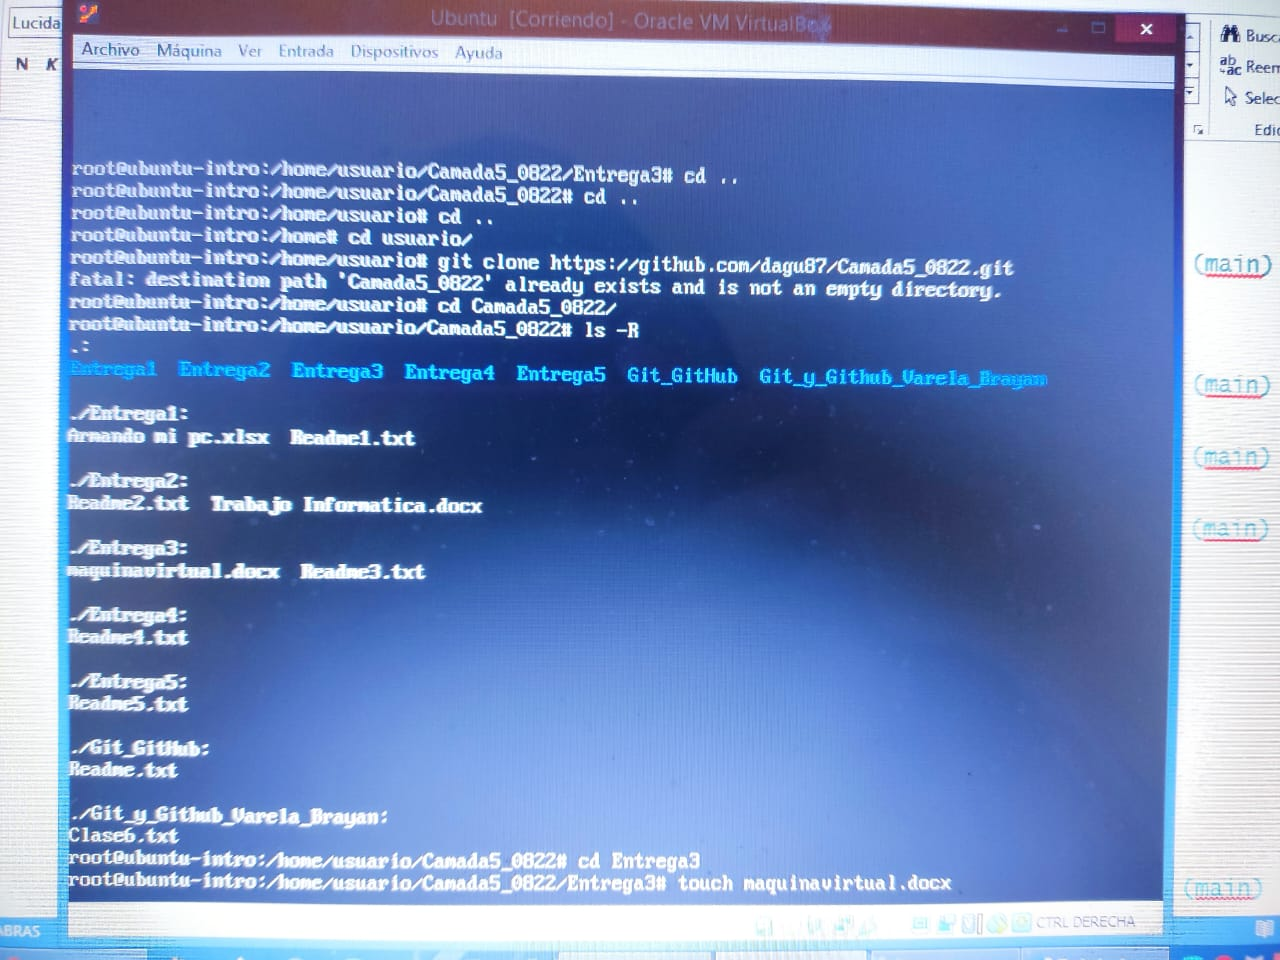 Ubuntu [Corriendo] - Oracle VM VirtualBox
Lucida
Archivo Máquina Ver Entrada Dispositivos Ayuda
N K
root@ubuntu-intro:/home/usuario/Camada5_0822/Entrega3# cd ..
root@ubuntu-intro:/home/usuario/Camada5_0822# cd ..
root@ubuntu-intro:/home/usuario# cd ..
root@ubuntu-intro:/home# cd usuario/
root@ubuntu-intro:/home/usuario# git clone https://github.com/dagu87/Camada5_0822.git
fatal: destination path 'Camada5_0822' already exists and is not an empty directory.
root@ubuntu-intro:/home/usuario# cd Camada5_0822/
root@ubuntu-intro:/home/usuario/Camada5_0822# ls -R
.:
Entrega1 Entrega2 Entrega3 Entrega4 Entrega5 Git_GitHub Git_y_Github_Varela_Brayan
./Entrega1:
Armando mi pc.xlsx Readme1.txt
./Entrega2:
Readme2.txt Trabajo Informatica.docx
./Entrega3:
maquinavirtual.docx Readme3.txt
./Entrega4:
Readme4.txt
./Entrega5:
Readme5.txt
./Git_GitHub:
Readme.txt
./Git_y_Github_Varela_Brayan:
Clase6.txt
root@ubuntu-intro:/home/usuario/Camada5_0822# cd Entrega3
root@ubuntu-intro:/home/usuario/Camada5_0822/Entrega3# touch maquinavirtual.docx
CTRL DERECHA
ABRAS
Busca
ab
ac Reem
Selec
Edic
(main)
(main)
(main)
(main)
(main)